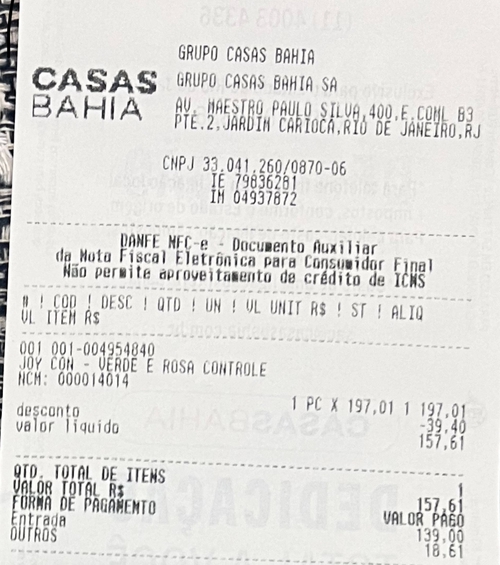 GRUPO CASAS BAHIA
CASAS
BAHIA
GRUPO CASAS BAHIA SA
AV. MAESTRO PAULO SILVA,400,E.COML B3
PTE.2,JARDIM CARIOCA,RIO DE JANEIRO,RJ
CNPJ 33.041.260/0870-06
IE 79836281
IM 04937872
DANFE NFC-e - Documento Auxiliar
da Nota Fiscal Eletrônica para Consumidor Final
Não permite aproveitamento de crédito de ICMS
# ! COD ! DESC ! QTD ! UN ! VL UNIT R$ ! ST ! ALIQ
VL ITEM R$
001 001-004954840
JOY CON - VERDE E ROSA CONTROLE
NCM: 600014014
1 PC X 197,01 1 197,01
desconto -39,40
valor líquido 157,61
QTD. TOTAL DE ITENS 1
VALOR TOTAL R$ 157,61
FORMA DE PAGAMENTO VALOR PAGO
Entrada 139,00
OUTROS 18,61